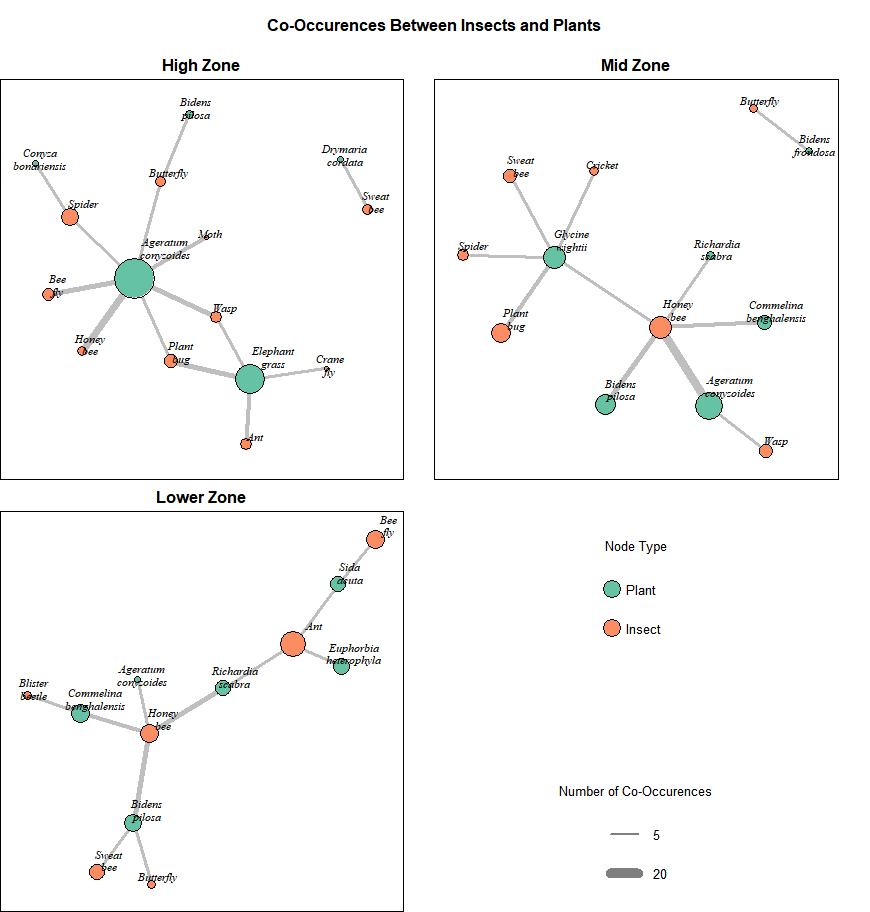 Co-Occurences Between Insects and Plants
High Zone
Bidens
pilosa
Conyza
bonariensis
Drymaria
cordata
Butterfly
Sweat
bee
Spider
Moth
Ageratum
conyzoides
Bee
fly
Wasp
Honey
bee
Plant
bug
Elephant
grass
Crane
fly
Ant
Mid Zone
Butterfly
Bidens
frondosa
Sweat
bee
Cricket
Glycine
wightii
Spider
Richardia
scabra
Plant
bug
Honey
bee
Commelina
benghalensis
Bidens
pilosa
Ageratum
conyzoides
Wasp
Lower Zone
Bee
fly
Sida
acuta
Ant
Euphorbia
heterophyla
Ageratum
conyzoides
Richardia
scabra
Blister
beetle
Commelina
benghalensis
Honey
bee
Bidens
pilosa
Sweat
bee
Butterfly
Node Type
Plant
Insect
Number of Co-Occurences
5
20